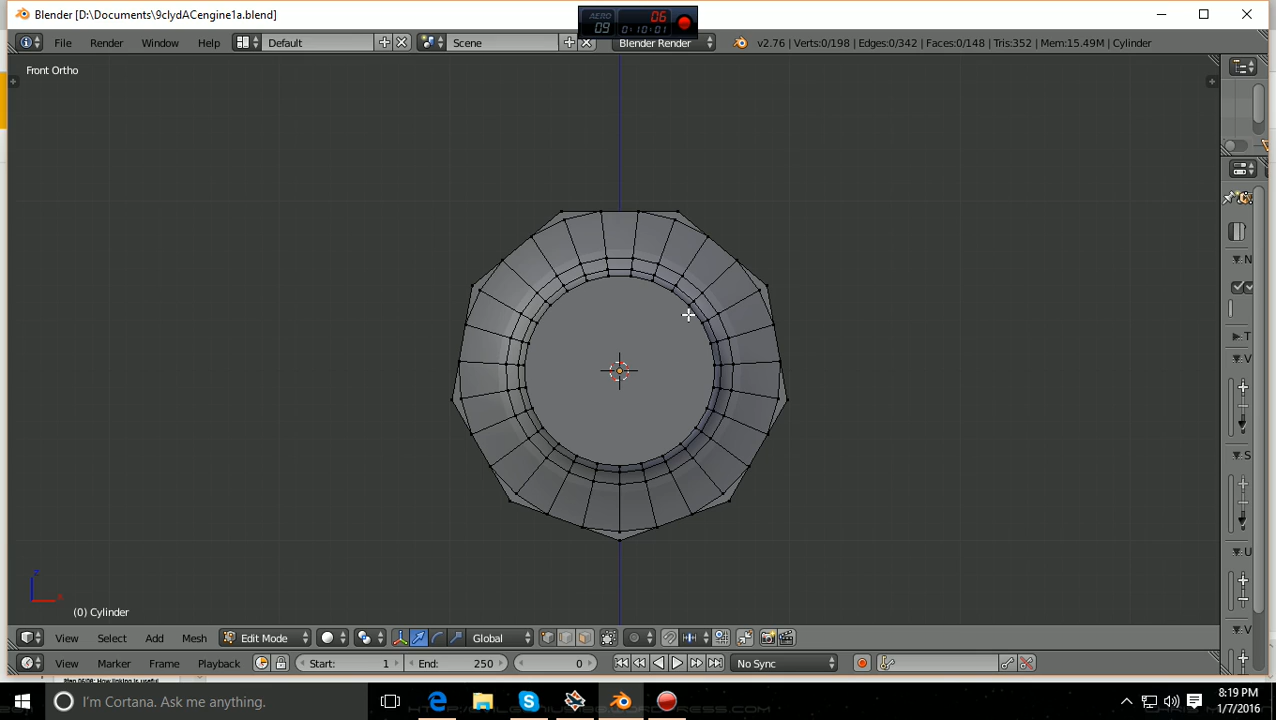 Blender [D:\Documents\9clydACengine1a.blend]
AERO 06
09 0:10:01
File Render Window Help Default Scene Blender Render v2.76 | Verts:0/198 | Edges:0/342 | Faces:0/148 | Tris:352 | Mem:15.49M | Cylinder
Front Ortho
N
T
V
S
U
V
z
x
(0) Cylinder
View Select Add Mesh Edit Mode Global
View Marker Frame Playback Start: 1 End: 250 0 No Sync
I'm Cortana. Ask me anything.
8:19 PM
1/7/2016